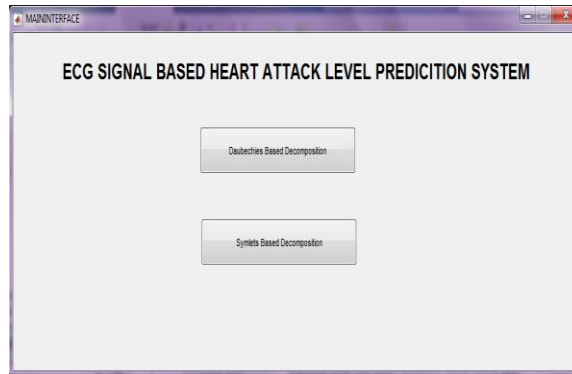 MAININTERFACE
ECG SIGNAL BASED HEART ATTACK LEVEL PREDICITION SYSTEM
Daubechies Based Decomposition
Symlets Based Decomposition